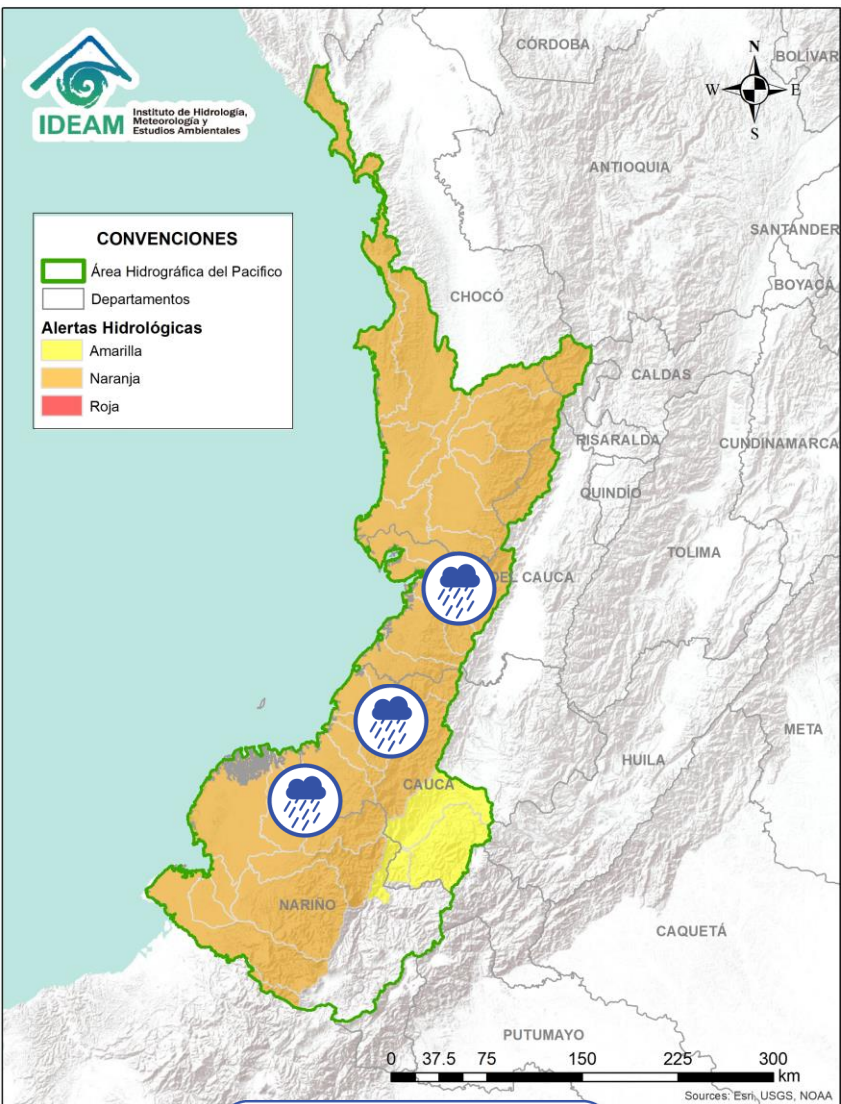 IDEAM
Instituto de Hidrología,
Meteorología y
Estudios Ambientales
N
W
E
S
CÓRDOBA
BOLÍVAR
ANTIOQUIA
SANTANDER
BOYACÁ
CONVENCIONES
Área Hidrográfica del Pacifico
Departamentos
Alertas Hidrológicas
Amarilla
Naranja
Roja
CHOCÓ
CALDAS
RISARALDA
CUNDINAMARCA
QUINDÍO
TOLIMA
DEL CAUCA
META
HUILA
CAUCA
NARIÑO
CAQUETÁ
PUTUMAYO
0 37.5 75 150 225 300
km
Sources: Esri, USGS, NOAA